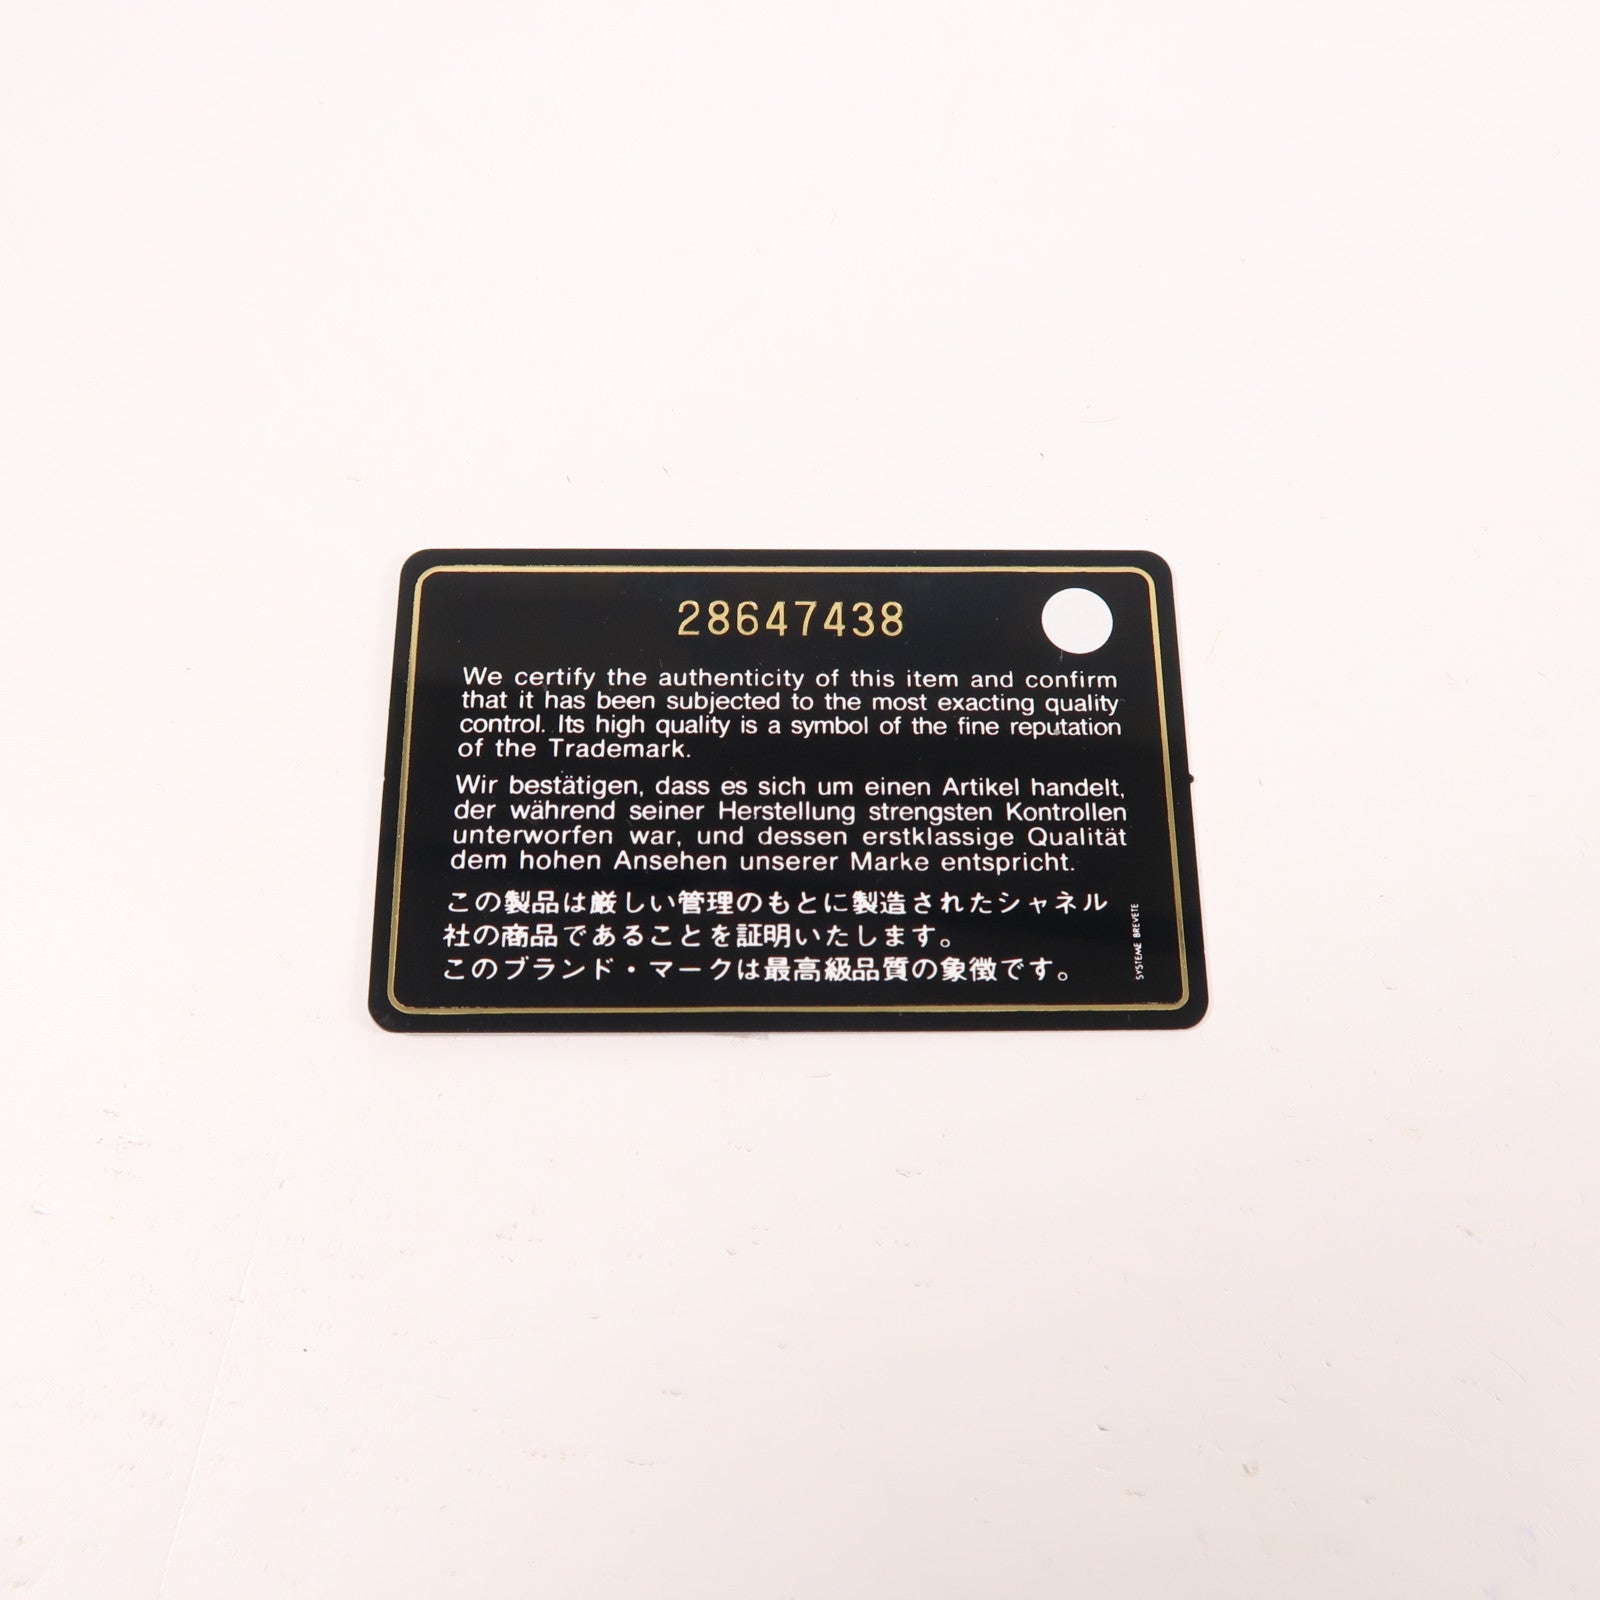 28647438
We certify the authenticity of this item and confirm
that it has been subjected to the most exacting quality
control. Its high quality is a symbol of the fine reputation
of the Trademark.
Wir bestätigen, dass es sich um einen Artikel handelt,
der während seiner Herstellung strengsten Kontrollen
unterworfen war, und dessen erstklassige Qualität
dem hohen Ansehen unserer Marke entspricht.
この製品は厳しい管理のもとに製造されたシャネル
社の商品であることを証明いたします。
このブランド・マークは最高級品質の象徴です。
SYSTEME BREVETE